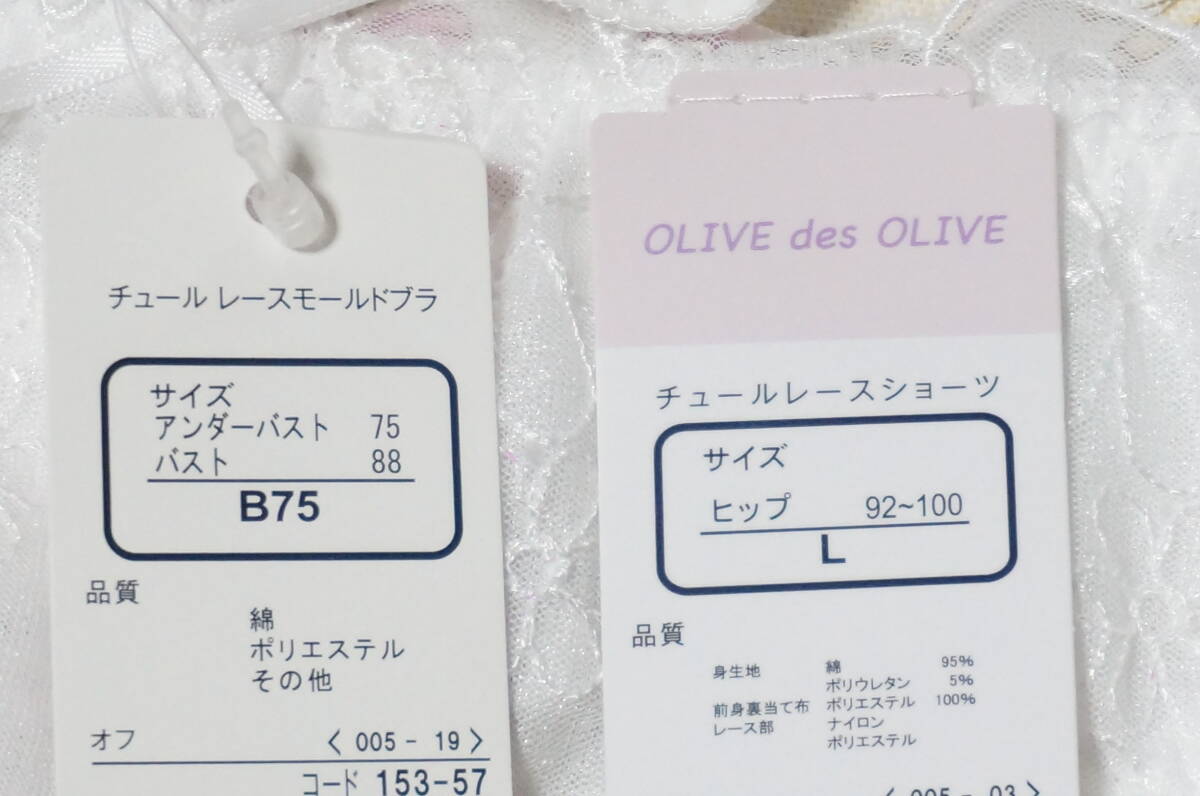 チュール レースモールドブラ
サイズ
アンダーバスト 75
バスト 88
B75
品質
綿
ポリエステル
その他
オフ 〈 005 - 19 〉
コード 153-57
OLIVE des OLIVE
チュールレースショーツ
サイズ
ヒップ 92~100
L
品質
身生地 綿 95%
ポリウレタン 5%
前身裏当て布 ポリエステル 100%
レース部 ナイロン
ポリエステル
〈 005 - 03 〉